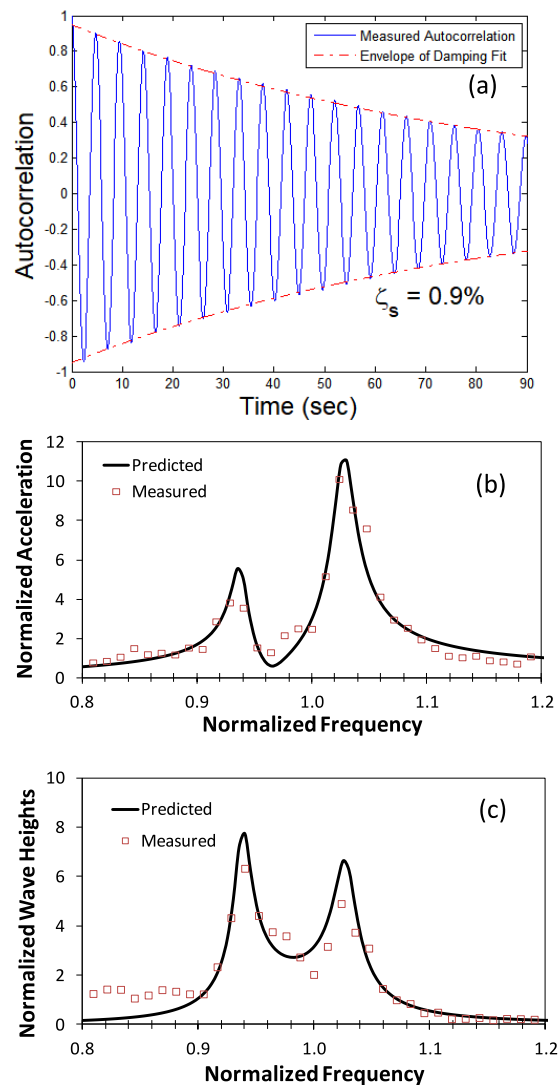 1
0.8
0.6
0.4
0.2
0
-0.2
-0.4
-0.6
-0.8
-1
Autocorrelation
Measured Autocorrelation
Envelope of Damping Fit
(a)
ζs = 0.9%
0 10 20 30 40 50 60 70 80 90
Time (sec)
12
10
8
6
4
2
0
Normalized Acceleration
Predicted
Measured
(b)
0.8 0.9 1.0 1.1 1.2
Normalized Frequency
10
8
6
4
2
0
Normalized Wave Heights
Predicted
Measured
(c)
0.8 0.9 1.0 1.1 1.2
Normalized Frequency